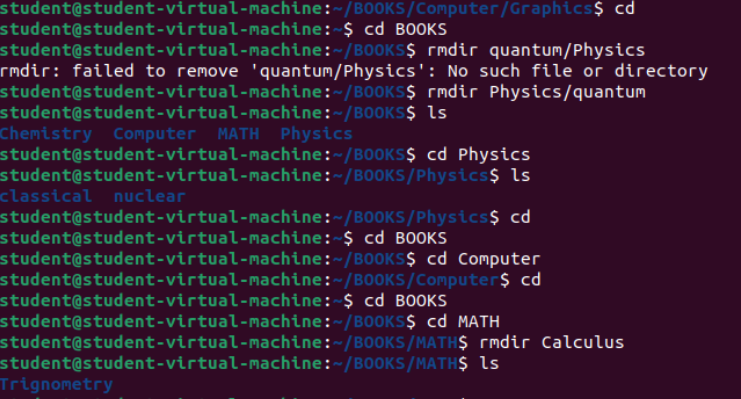 student@student-virtual-machine:~/BOOKS/Computer/Graphics$ cd
student@student-virtual-machine:~$ cd BOOKS
student@student-virtual-machine:~/BOOKS$ rmdir quantum/Physics
rmdir: failed to remove 'quantum/Physics': No such file or directory
student@student-virtual-machine:~/BOOKS$ rmdir Physics/quantum
student@student-virtual-machine:~/BOOKS$ ls
Chemistry  Computer  MATH  Physics
student@student-virtual-machine:~/BOOKS$ cd Physics
student@student-virtual-machine:~/BOOKS/Physics$ ls
classical  nuclear
student@student-virtual-machine:~/BOOKS/Physics$ cd
student@student-virtual-machine:~$ cd BOOKS
student@student-virtual-machine:~/BOOKS$ cd Computer
student@student-virtual-machine:~/BOOKS/Computer$ cd
student@student-virtual-machine:~$ cd BOOKS
student@student-virtual-machine:~/BOOKS$ cd MATH
student@student-virtual-machine:~/BOOKS/MATH$ rmdir Calculus
student@student-virtual-machine:~/BOOKS/MATH$ ls
Trignometry